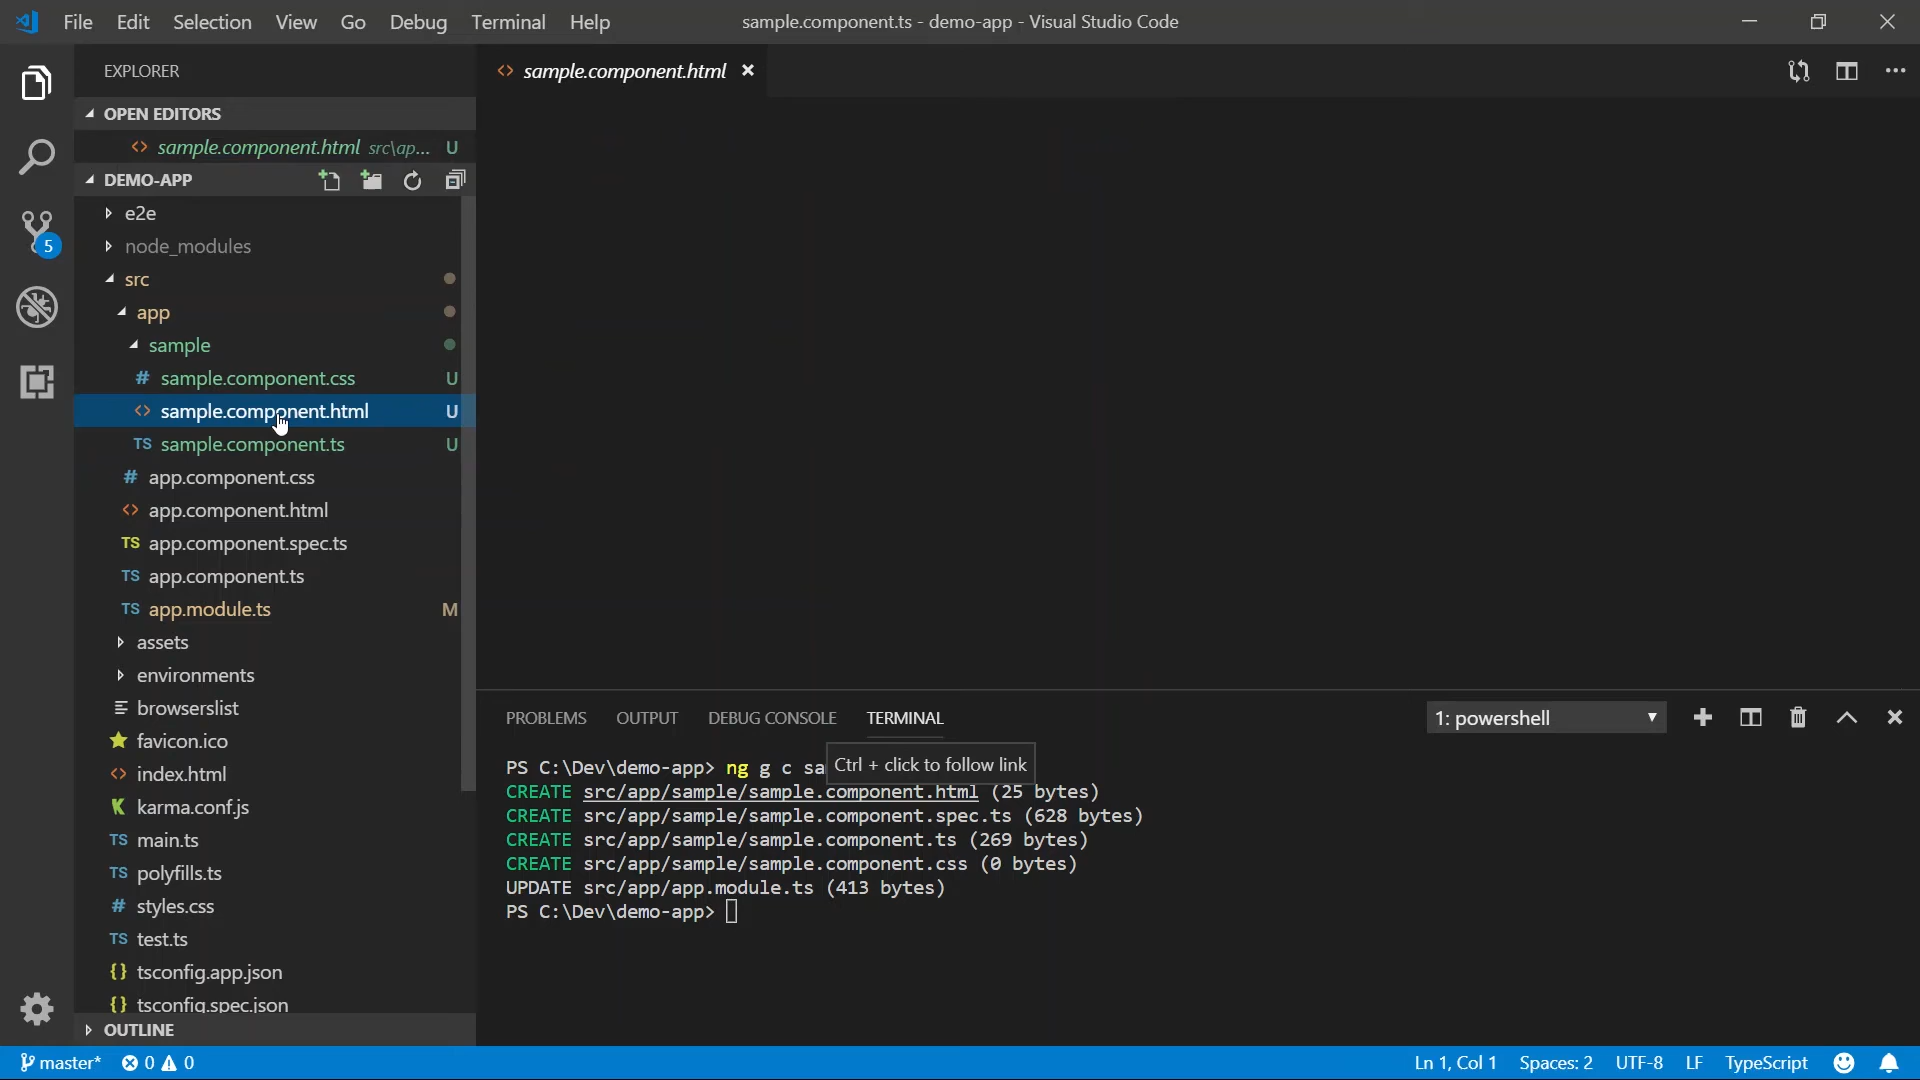 File Edit Selection View Go Debug Terminal Help
sample.component.ts - demo-app - Visual Studio Code
EXPLORER
sample.component.html
OPEN EDITORS
sample.component.html src\ap... U
DEMO-APP
e2e
node_modules
5
src
app
sample
# sample.component.css U
<> sample.component.html U
TS sample.component.ts U
# app.component.css
<> app.component.html
TS app.component.spec.ts
TS app.component.ts
TS app.module.ts M
assets
environments
browserslist
favicon.ico
<> index.html
karma.conf.js
TS main.ts
TS polyfills.ts
# styles.css
TS test.ts
{} tsconfig.app.json
{} tsconfig.spec.json
OUTLINE
PROBLEMS OUTPUT DEBUG CONSOLE TERMINAL
1: powershell
PS C:\Dev\demo-app> ng g c sa
Ctrl + click to follow link
CREATE src/app/sample/sample.component.html (25 bytes)
CREATE src/app/sample/sample.component.spec.ts (628 bytes)
CREATE src/app/sample/sample.component.ts (269 bytes)
CREATE src/app/sample/sample.component.css (0 bytes)
UPDATE src/app/app.module.ts (413 bytes)
PS C:\Dev\demo-app>
master* 0 0
Ln 1, Col 1 Spaces: 2 UTF-8 LF TypeScript